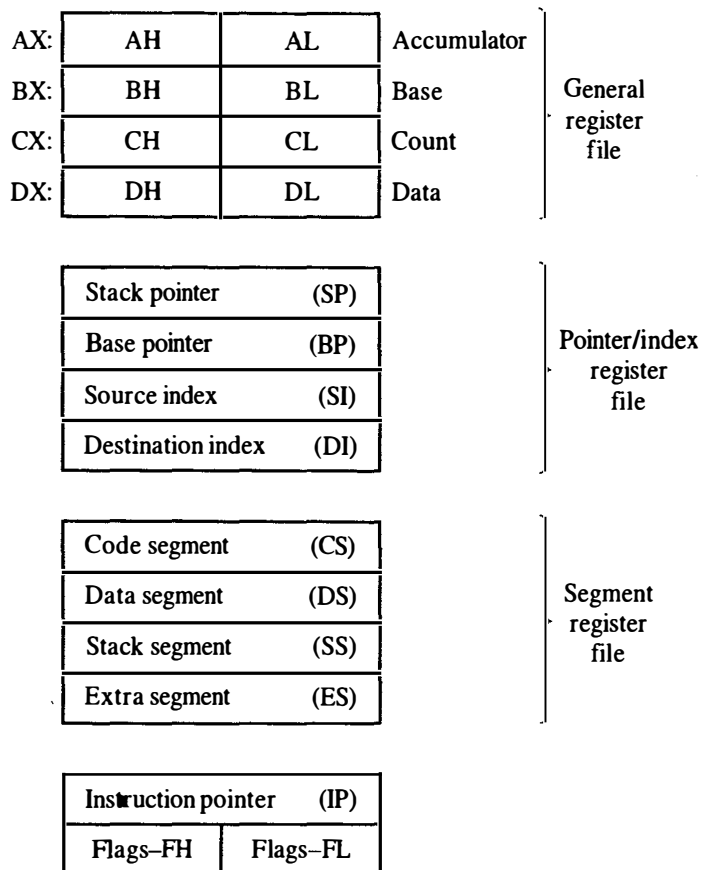 AX: AH AL Accumulator
BX: BH BL Base
CX: CH CL Count
DX: DH DL Data
General
register
file
Stack pointer (SP)
Base pointer (BP)
Source index (SI)
Destination index (DI)
Pointer/index
register
file
Code segment (CS)
Data segment (DS)
Stack segment (SS)
Extra segment (ES)
Segment
register
file
Instruction pointer (IP)
Flags–FH Flags–FL